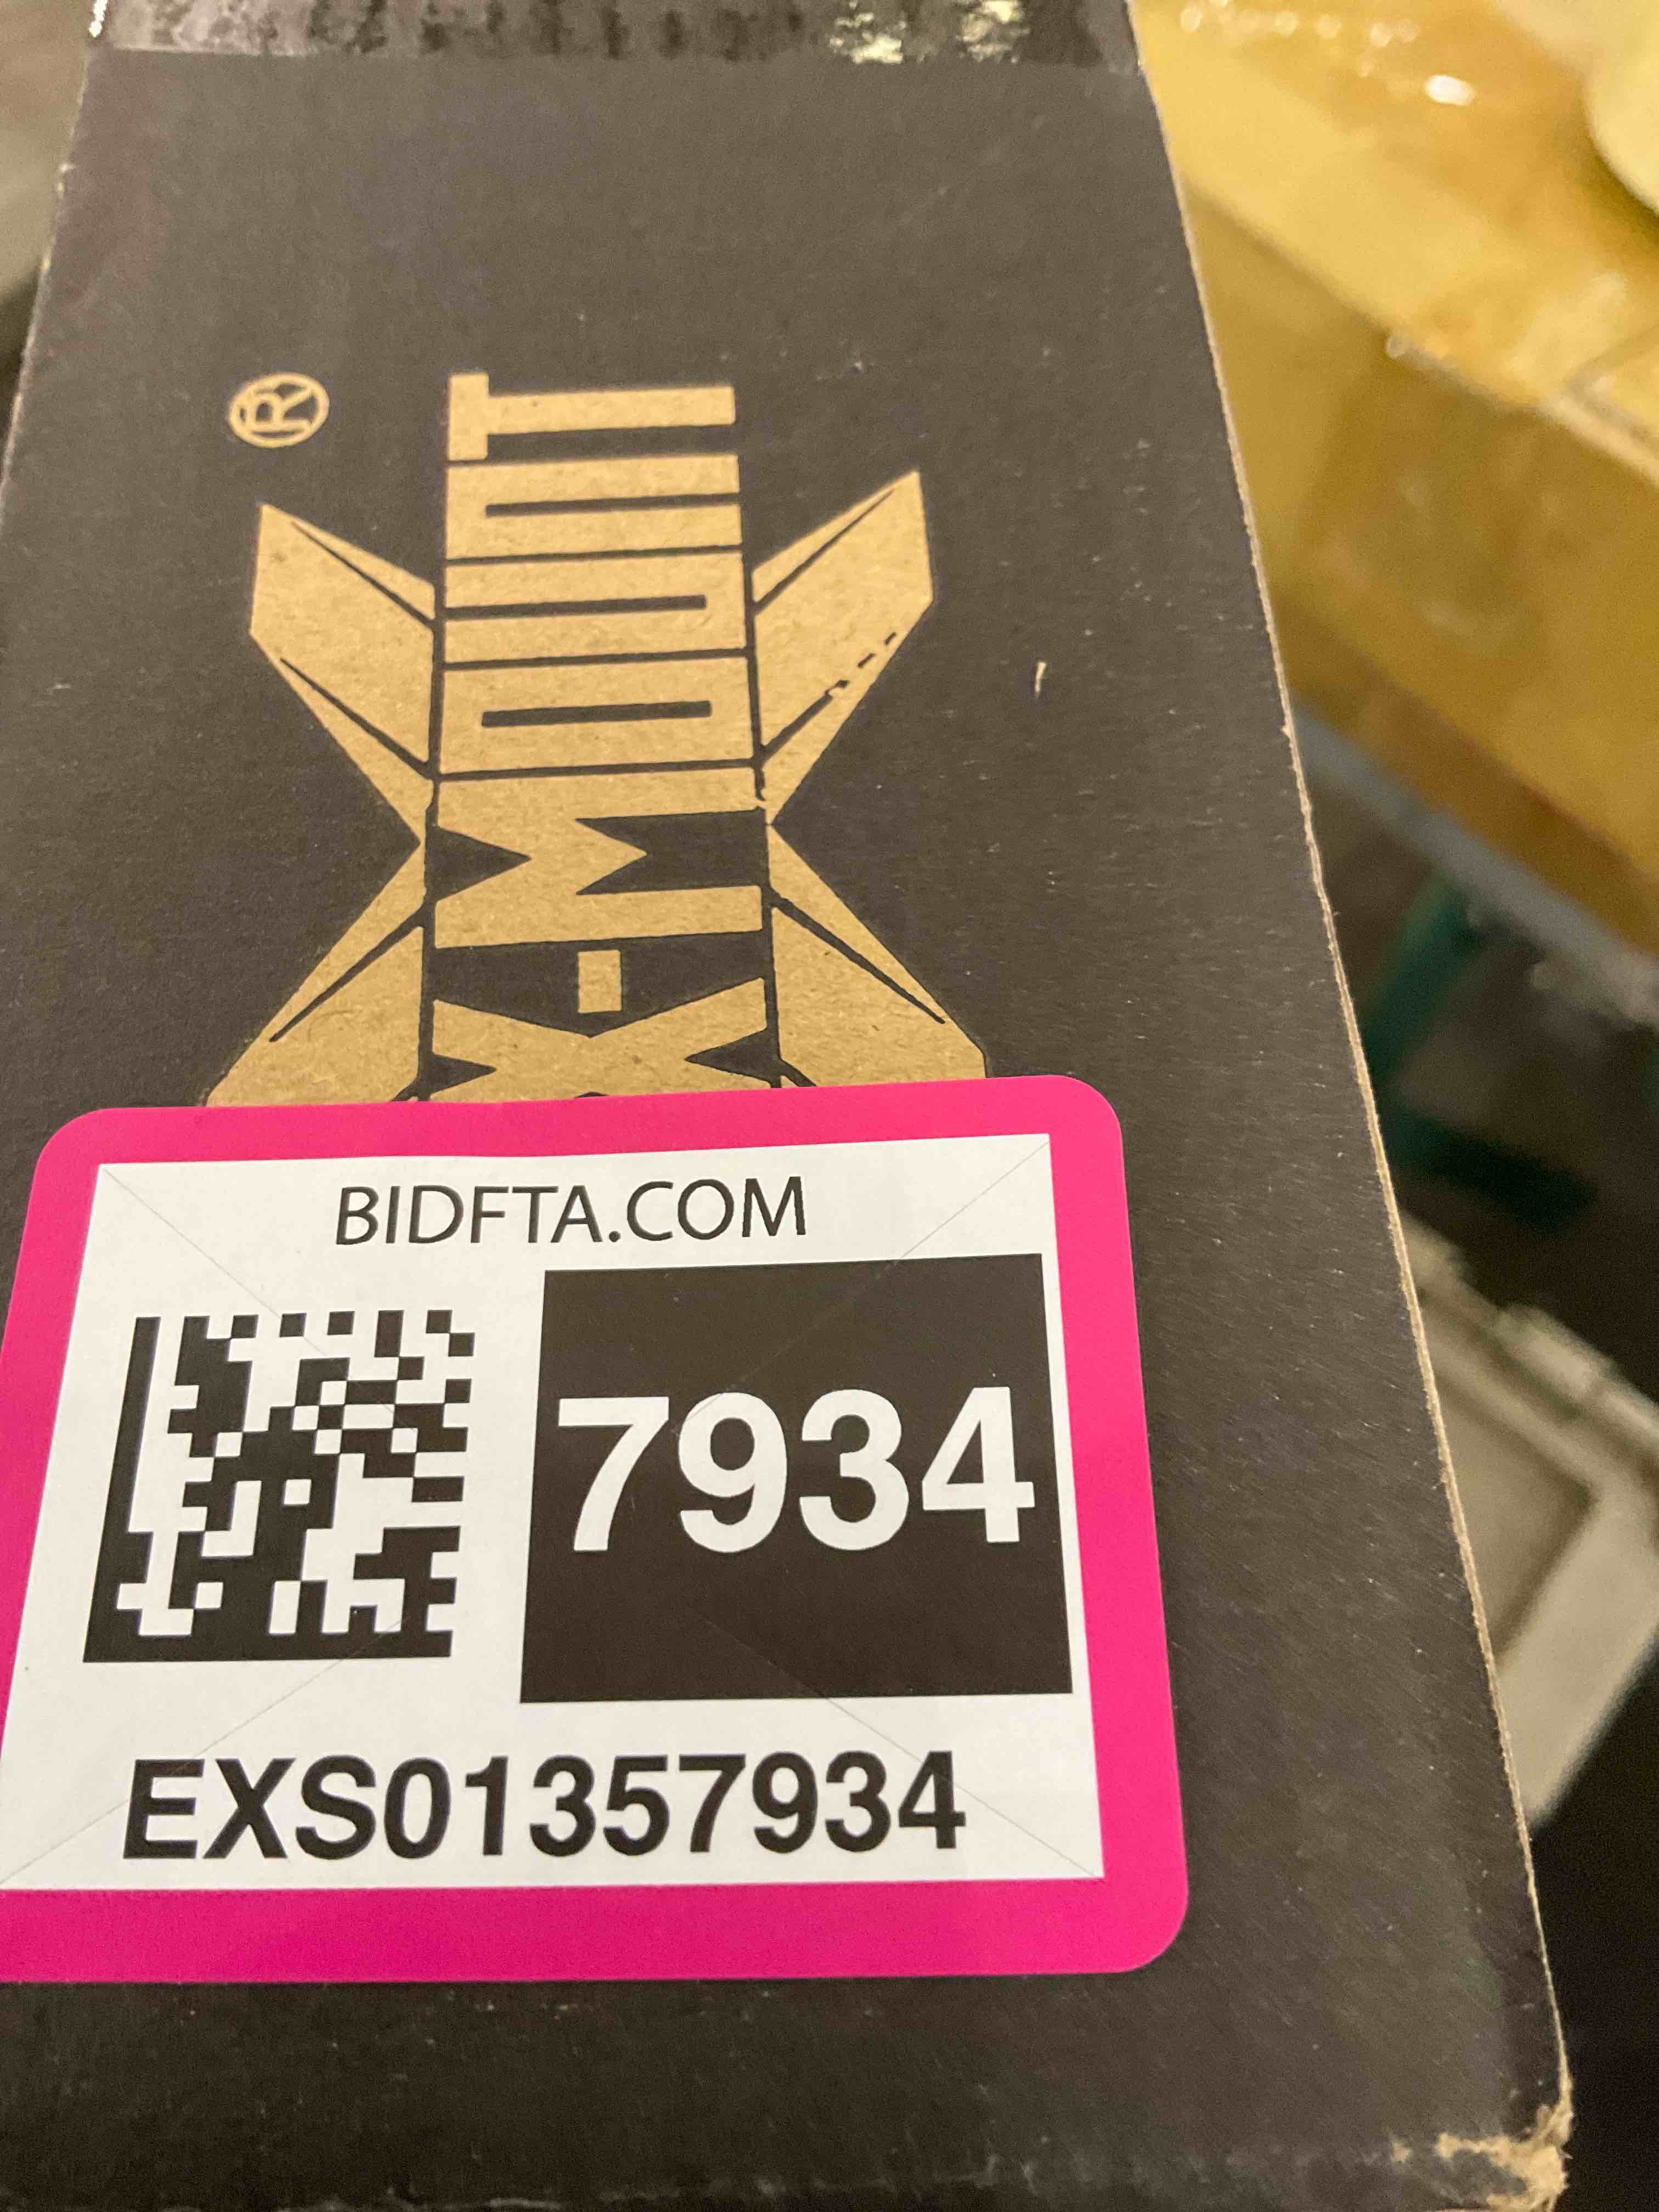 X-MOUNT
®
BIDFTA.COM
7934
EXS01357934